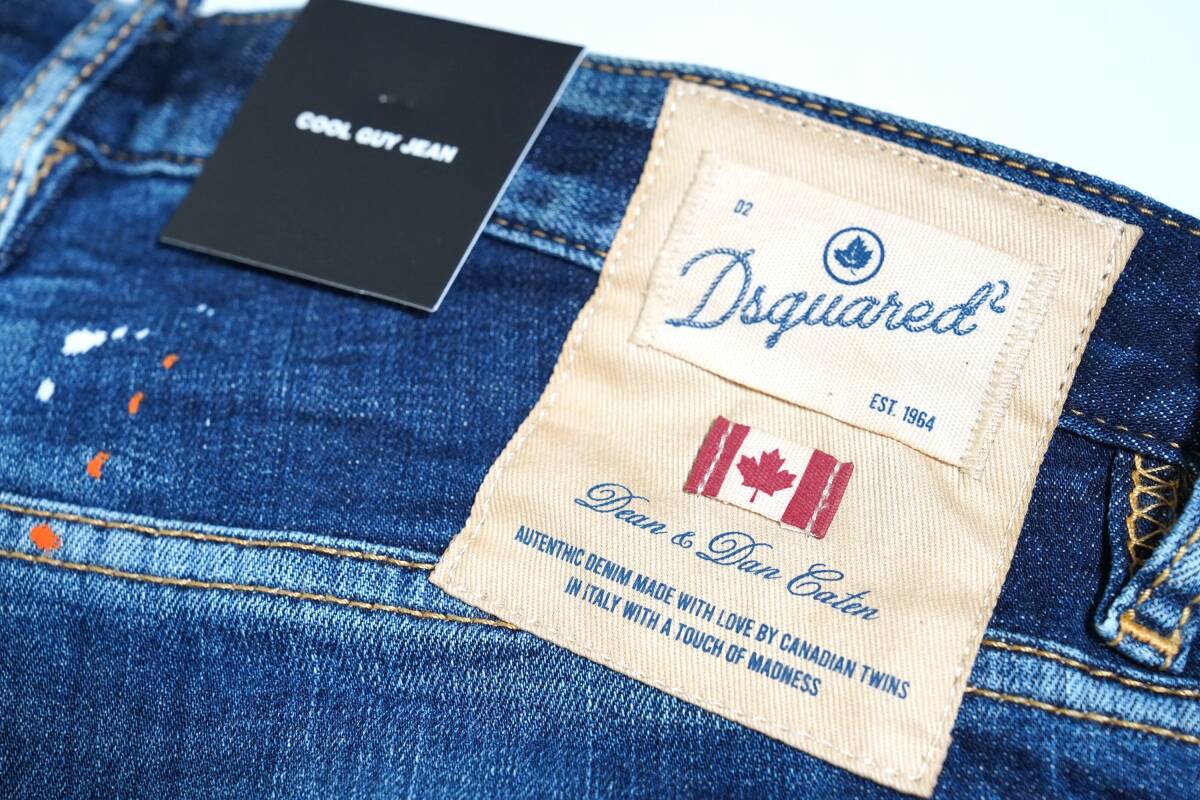 COOL GUY JEAN
D2
Dsquared2
EST. 1964
Dean & Dan Caten
AUTENTHIC DENIM MADE WITH LOVE BY CANADIAN TWINS
IN ITALY WITH A TOUCH OF MADNESS